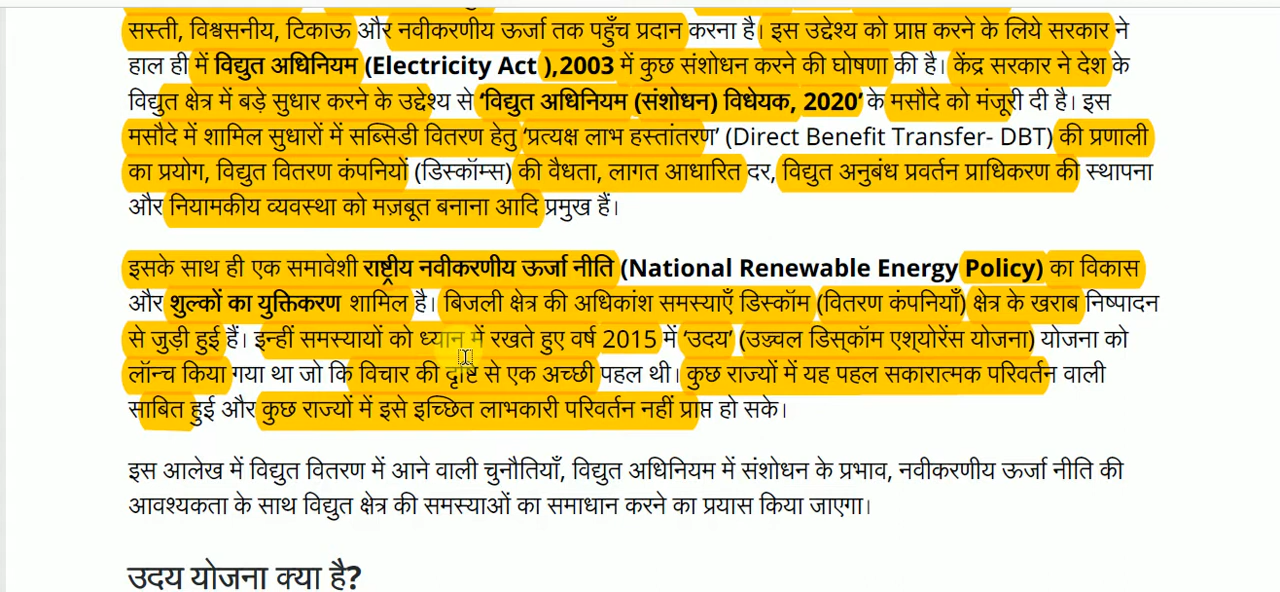 सस्ती, विश्वसनीय, टिकाऊ और नवीकरणीय ऊर्जा तक पहुँच प्रदान करना है। इस उद्देश्य को प्राप्त करने के लिये सरकार ने
हाल ही में विद्युत अधिनियम (Electricity Act ),2003 में कुछ संशोधन करने की घोषणा की है। केंद्र सरकार ने देश के
विद्युत क्षेत्र में बड़े सुधार करने के उद्देश्य से ‘विद्युत अधिनियम (संशोधन) विधेयक, 2020’ के मसौदे को मंजूरी दी है। इस
मसौदे में शामिल सुधारों में सब्सिडी वितरण हेतु ‘प्रत्यक्ष लाभ हस्तांतरण’ (Direct Benefit Transfer- DBT) की प्रणाली
का प्रयोग, विद्युत वितरण कंपनियों (डिस्कॉम्स) की वैधता, लागत आधारित दर, विद्युत अनुबंध प्रवर्तन प्राधिकरण की स्थापना
और नियामकीय व्यवस्था को मज़बूत बनाना आदि प्रमुख हैं।
इसके साथ ही एक समावेशी राष्ट्रीय नवीकरणीय ऊर्जा नीति (National Renewable Energy Policy) का विकास
और शुल्कों का युक्तिकरण शामिल है। बिजली क्षेत्र की अधिकांश समस्याएँ डिस्कॉम (वितरण कंपनियाँ) क्षेत्र के खराब निष्पादन
से जुड़ी हुई हैं। इन्हीं समस्यायों को ध्यान में रखते हुए वर्ष 2015 में ‘उदय’ (उज्ज्वल डिस्कॉम एश्योरेंस योजना) योजना को
लॉन्च किया गया था जो कि विचार की दृष्टि से एक अच्छी पहल थी। कुछ राज्यों में यह पहल सकारात्मक परिवर्तन वाली
साबित हुई और कुछ राज्यों में इसे इच्छित लाभकारी परिवर्तन नहीं प्राप्त हो सके।
इस आलेख में विद्युत वितरण में आने वाली चुनौतियाँ, विद्युत अधिनियम में संशोधन के प्रभाव, नवीकरणीय ऊर्जा नीति की
आवश्यकता के साथ विद्युत क्षेत्र की समस्याओं का समाधान करने का प्रयास किया जाएगा।
उदय योजना क्या है?